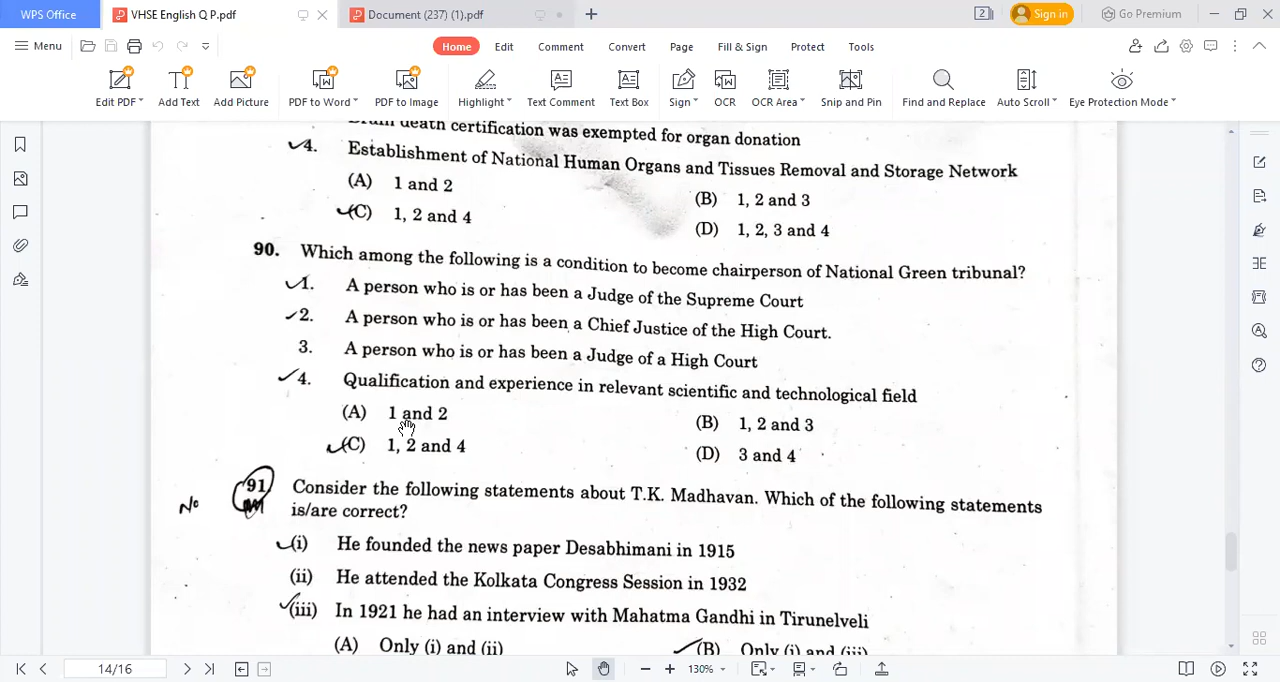 WPS Office
VHSE English Q P.pdf
Document (237) (1).pdf
Sign in
Go Premium
Menu
Home Edit Comment Convert Page Fill & Sign Protect Tools
Edit PDF Add Text Add Picture PDF to Word PDF to Image Highlight Text Comment Text Box Sign OCR OCR Area Snip and Pin Find and Replace Auto Scroll Eye Protection Mode
death certification was exempted for organ donation
4. Establishment of National Human Organs and Tissues Removal and Storage Network
(A) 1 and 2
(B) 1, 2 and 3
(C) 1, 2 and 4
(D) 1, 2, 3 and 4
90. Which among the following is a condition to become chairperson of National Green tribunal?
1. A person who is or has been a Judge of the Supreme Court
2. A person who is or has been a Chief Justice of the High Court.
3. A person who is or has been a Judge of a High Court
4. Qualification and experience in relevant scientific and technological field
(A) 1 and 2
(B) 1, 2 and 3
(C) 1, 2 and 4
(D) 3 and 4
No
91 Consider the following statements about T.K. Madhavan. Which of the following statements
is/are correct?
(i) He founded the news paper Desabhimani in 1915
(ii) He attended the Kolkata Congress Session in 1932
(iii) In 1921 he had an interview with Mahatma Gandhi in Tirunelveli
(A) Only (i) and (ii)
(B) Only (i) and (iii)
14/16
130%